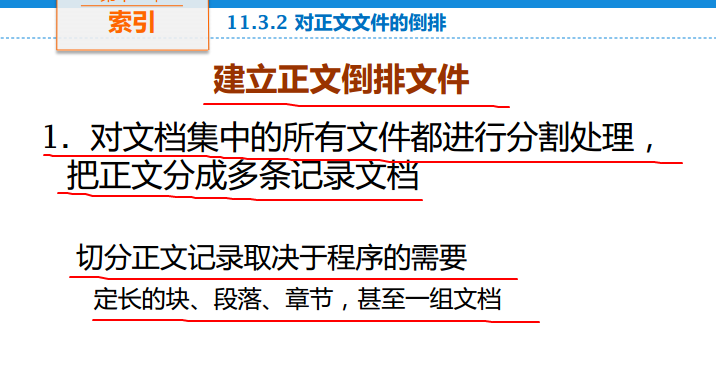 索引
11.3.2 对正文文件的倒排
建立正文倒排文件
1. 对文档集中的所有文件都进行分割处理，
把正文分成多条记录文档
切分正文记录取决于程序的需要
定长的块、段落、章节，甚至一组文档